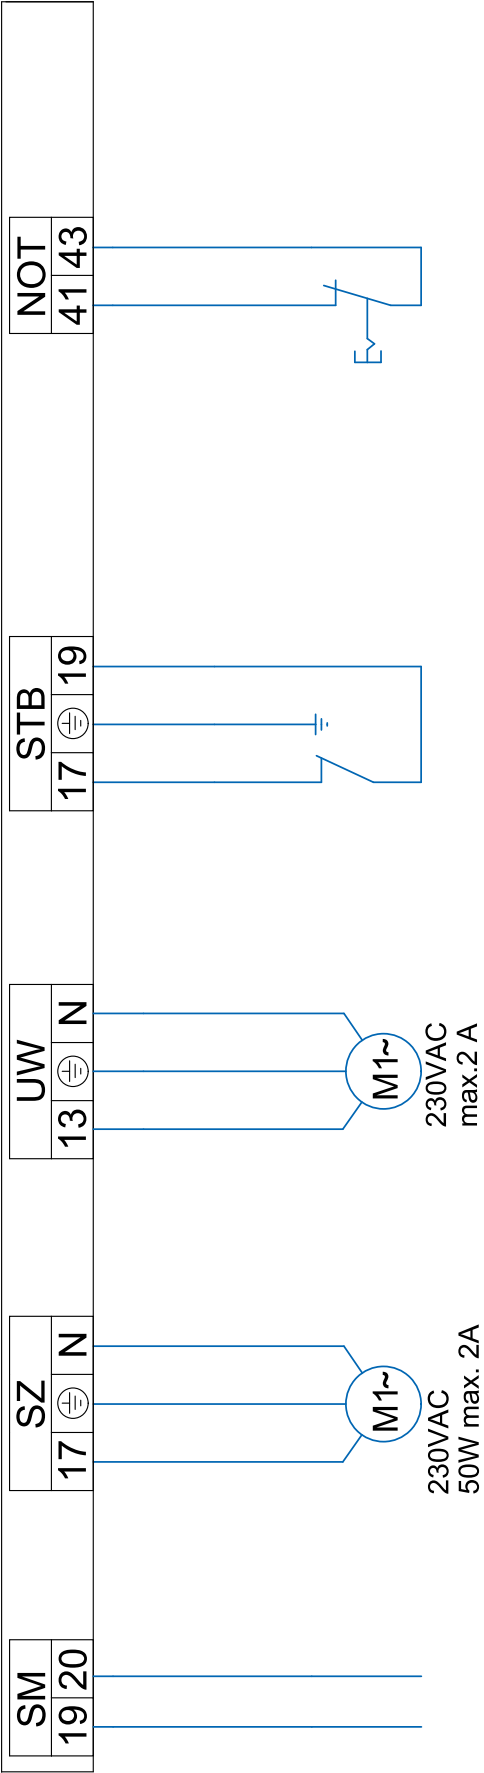 SM
19 20
SZ
17 N
230VAC
50W max. 2A
M1~
UW
13 N
M1~
230VAC
max.2 A
STB
17 19
NOT
41 43